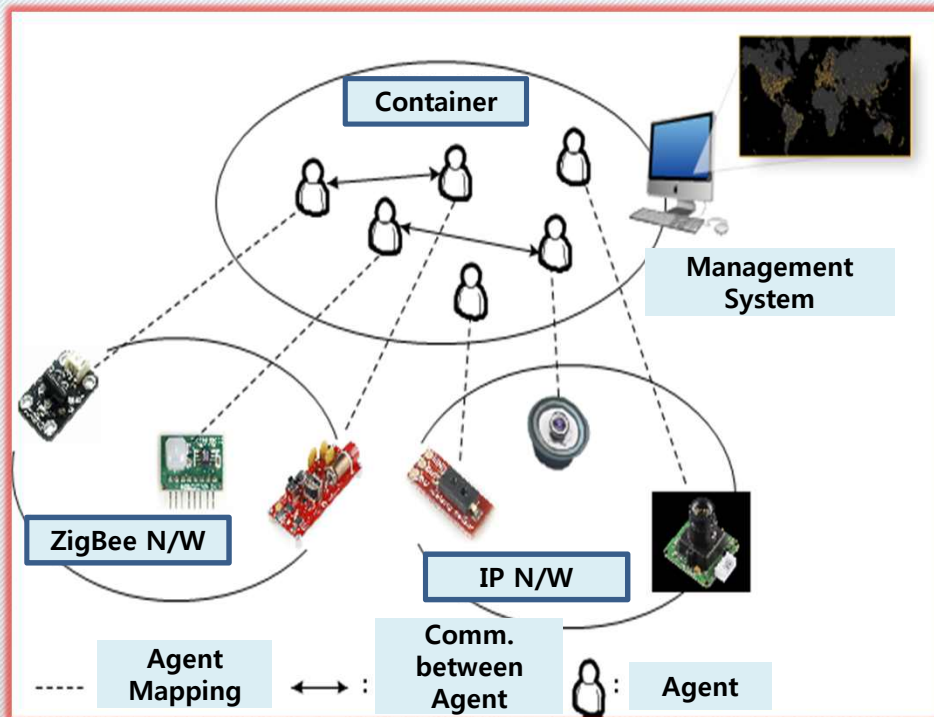 Container
Management
System
ZigBee N/W
IP N/W
Agent
Mapping
:
Comm.
between
Agent
:
Agent